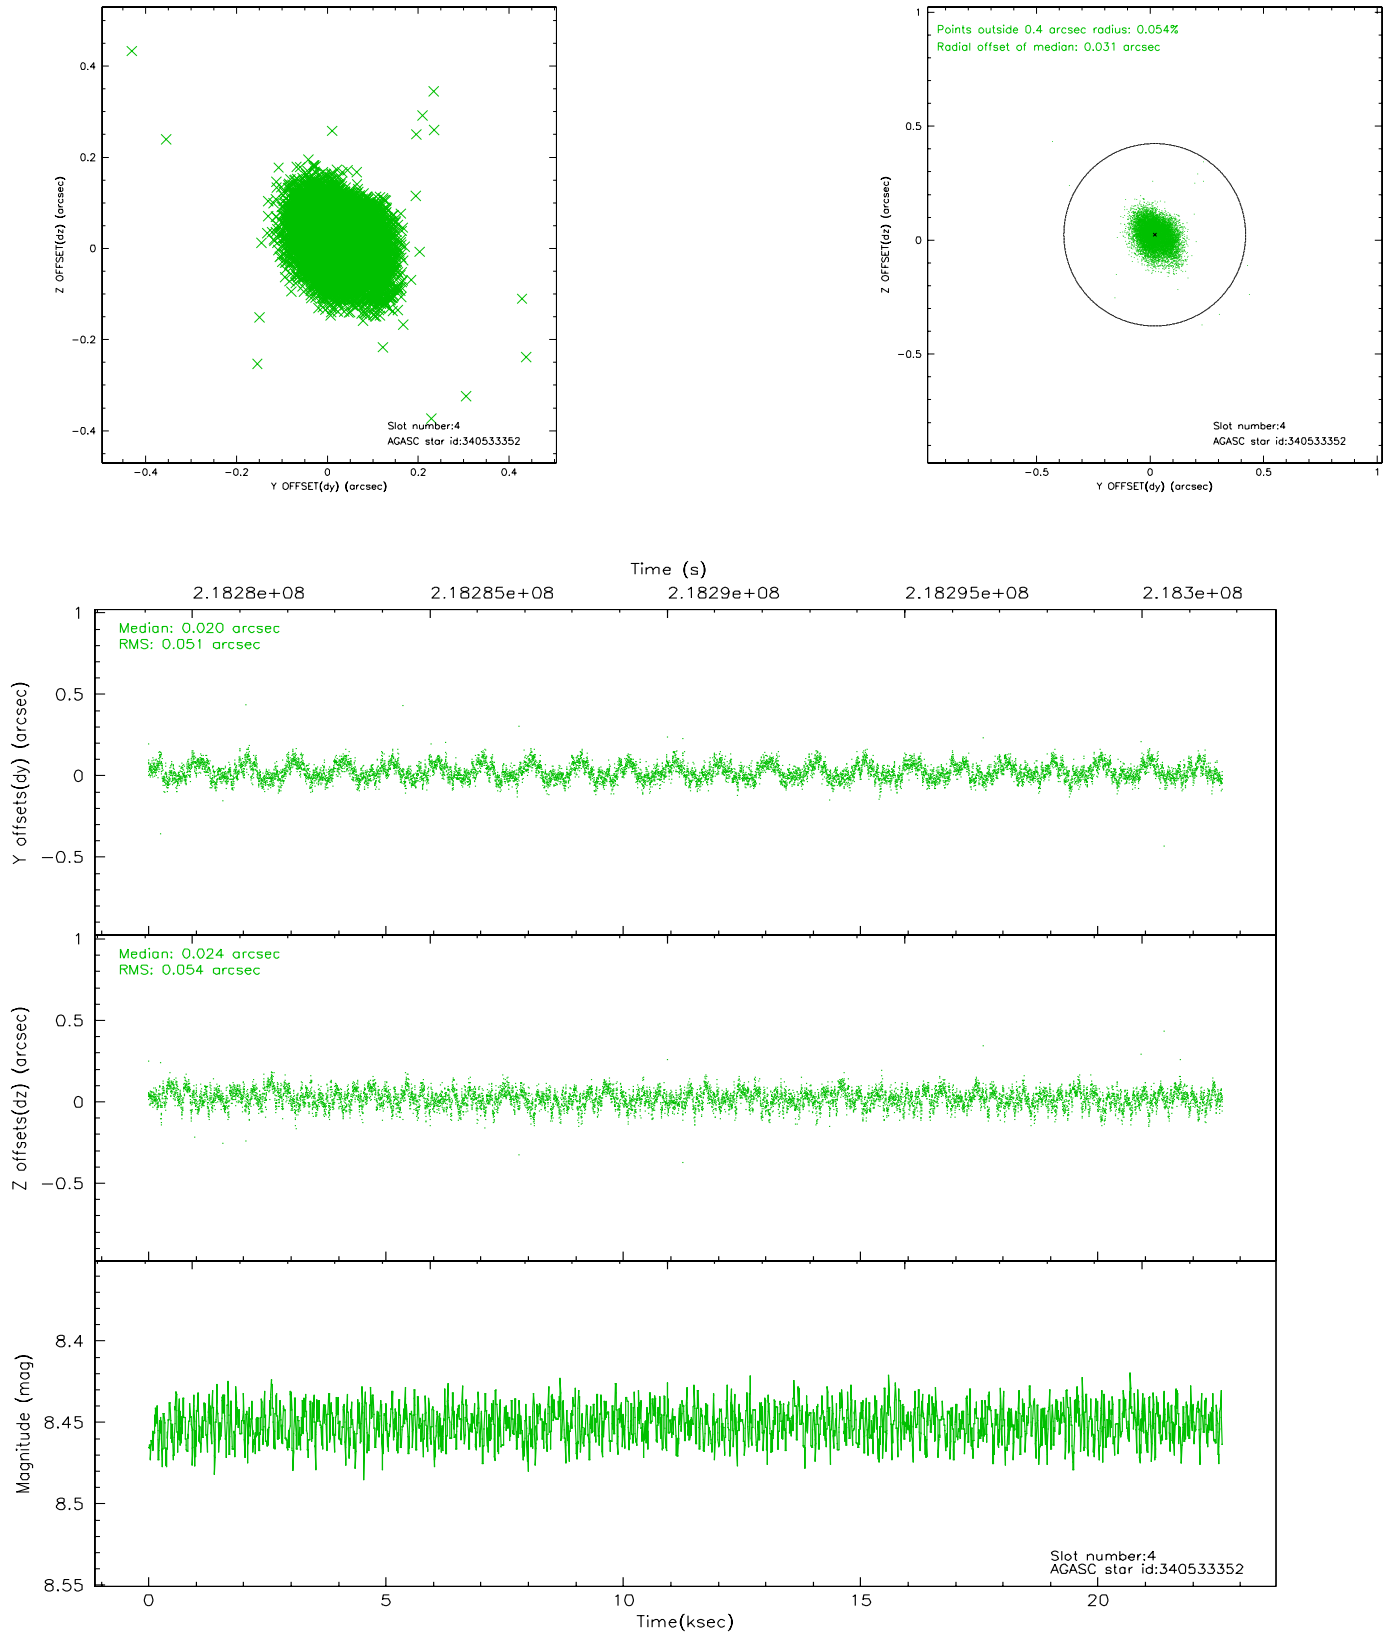 0.4
0.2
0
−0.2
−0.4
Z OFFSET(dz) (arcsec)
Slot number:4
AGASC star id:340533352
−0.4 −0.2 0 0.2 0.4
Y OFFSET(dy) (arcsec)
Points outside 0.4 arcsec radius: 0.054%
Radial offset of median: 0.031 arcsec
1
0.5
0
−0.5
Z OFFSET(dz) (arcsec)
Slot number:4
AGASC star id:340533352
−0.5 0 0.5 1
Y OFFSET(dy) (arcsec)
Time (s)
2.1828e+08 2.18285e+08 2.1829e+08 2.18295e+08 2.183e+08
Median: 0.020 arcsec
RMS: 0.051 arcsec
1
0.5
0
−0.5
Y offsets(dy) (arcsec)
Median: 0.024 arcsec
RMS: 0.054 arcsec
1
0.5
0
−0.5
Z offsets(dz) (arcsec)
8.4
8.45
8.5
8.55
Magnitude (mag)
Slot number:4
AGASC star id:340533352
0 5 10 15 20
Time(ksec)